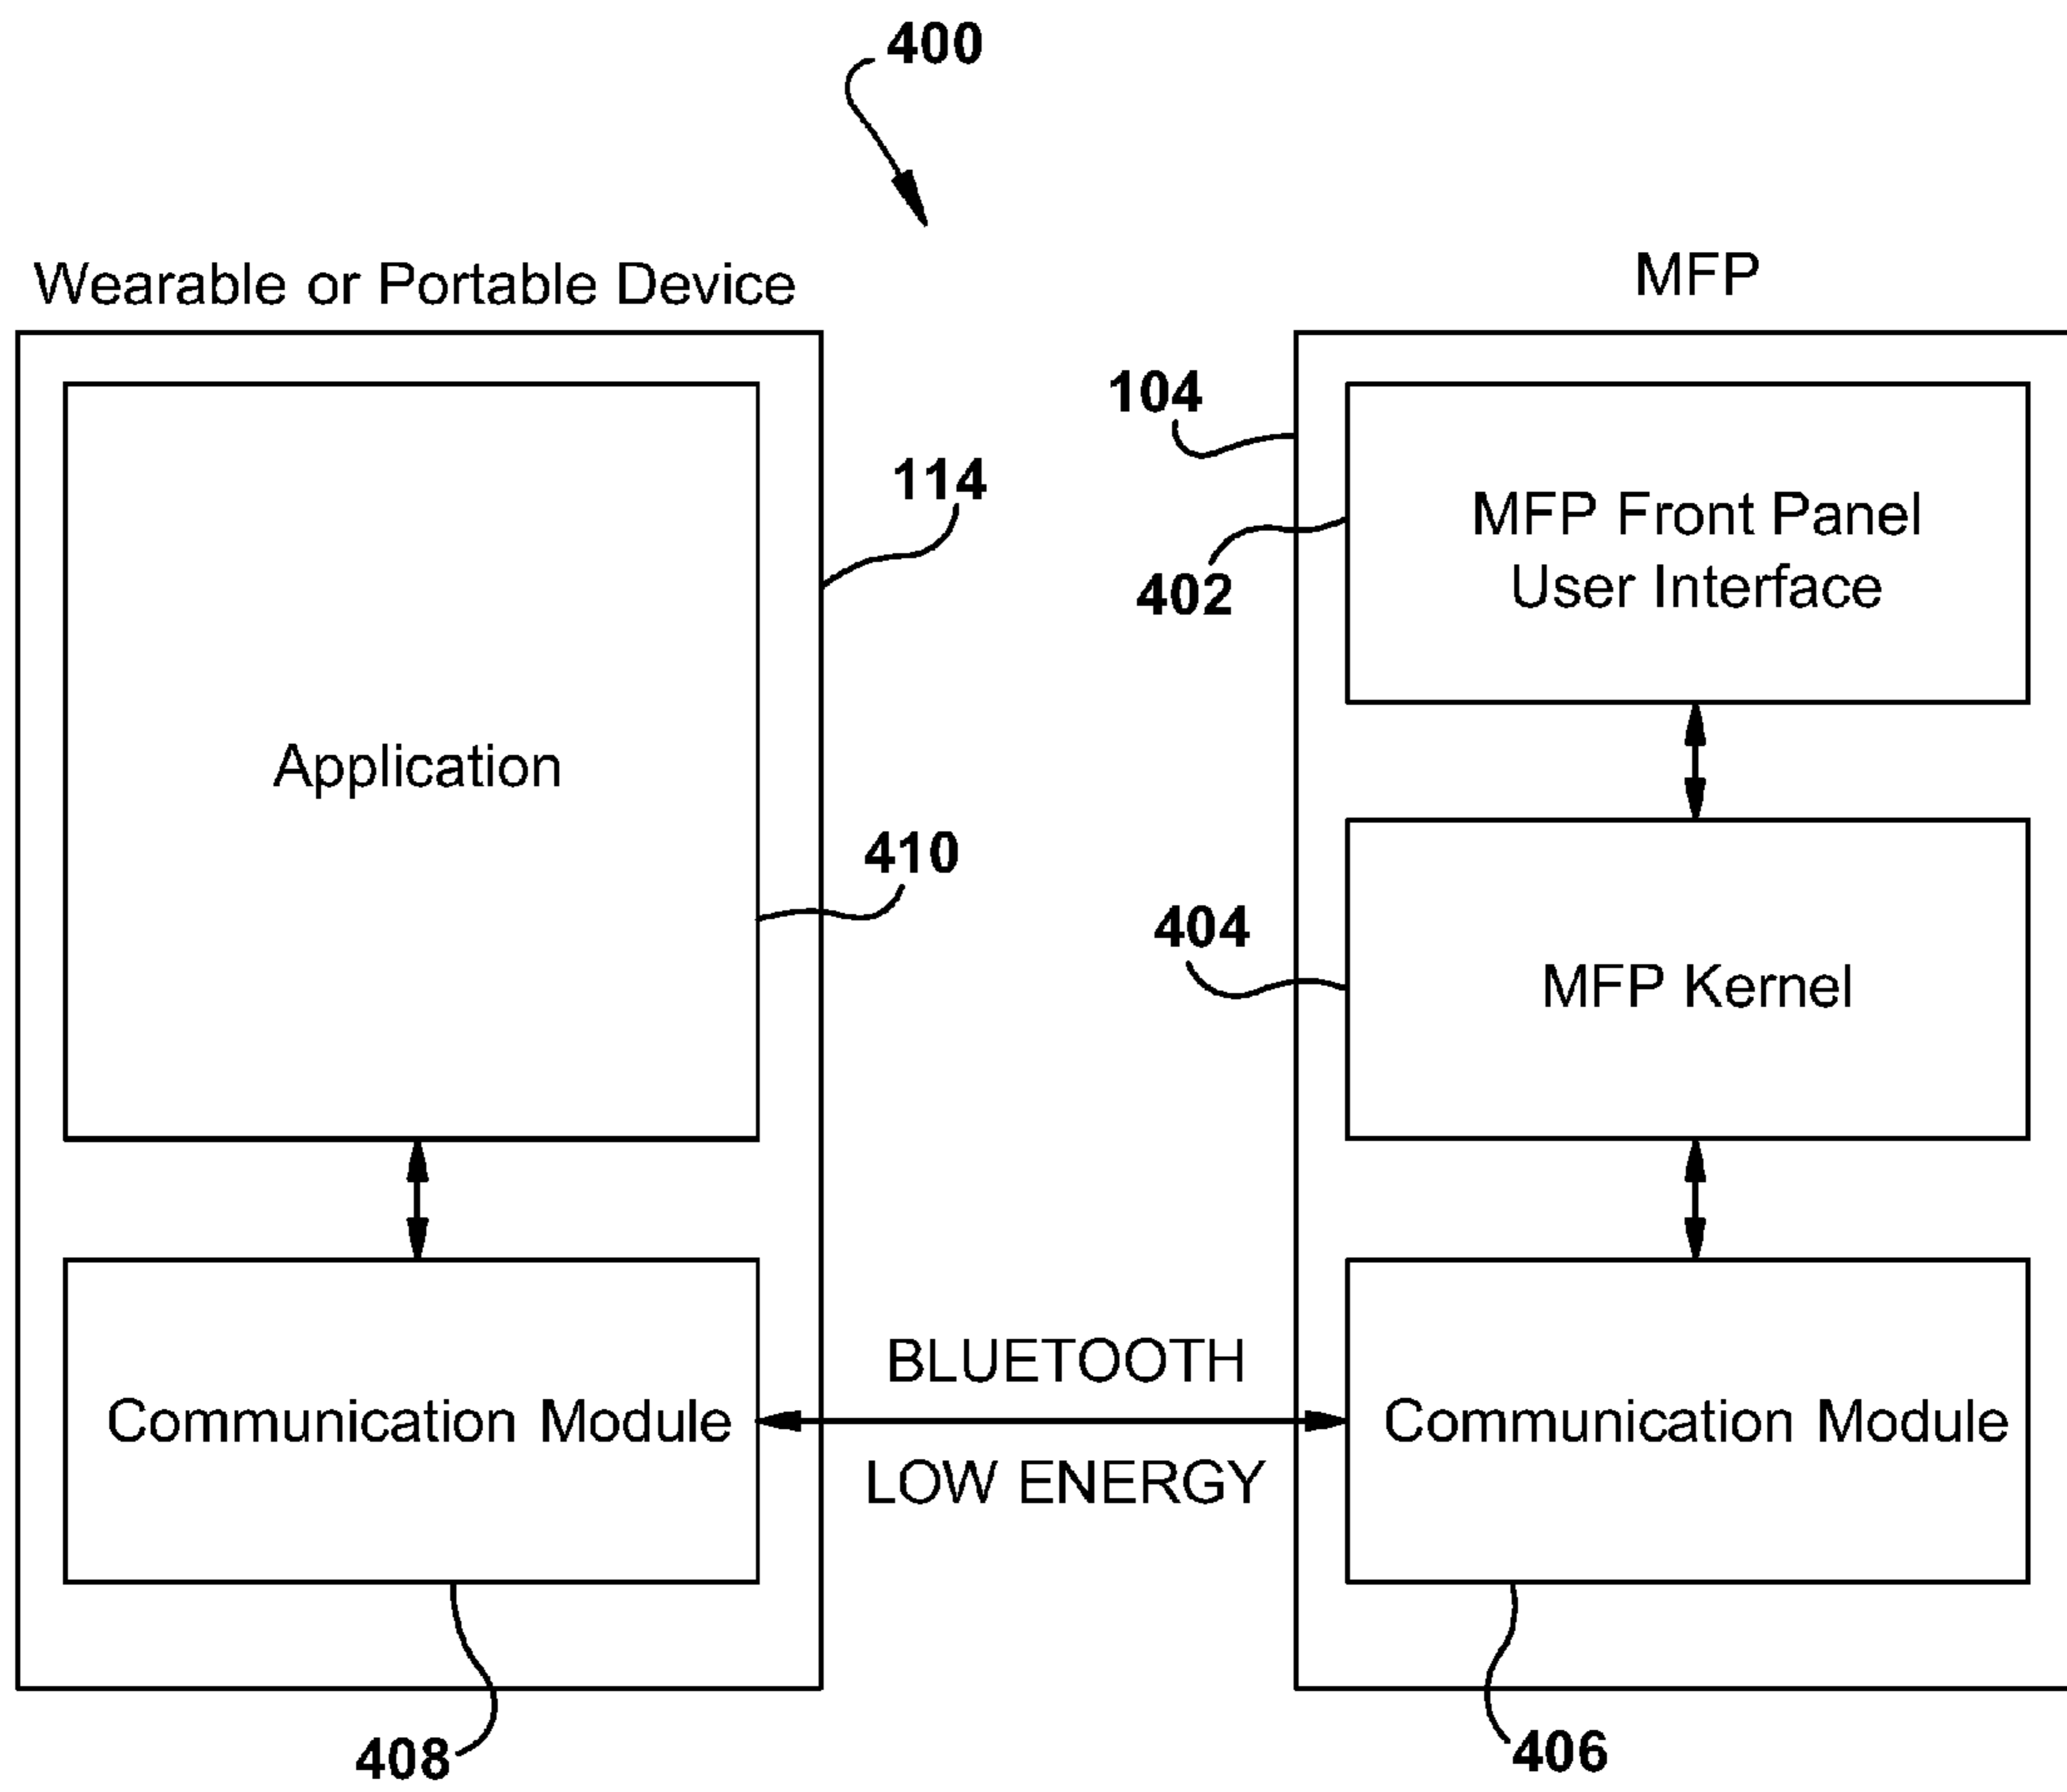 400
Wearable or Portable Device
MFP
104
114
MFP Front Panel
User Interface
402
Application
410
404
MFP Kernel
BLUETOOTH
Communication Module
Communication Module
LOW ENERGY
408
406